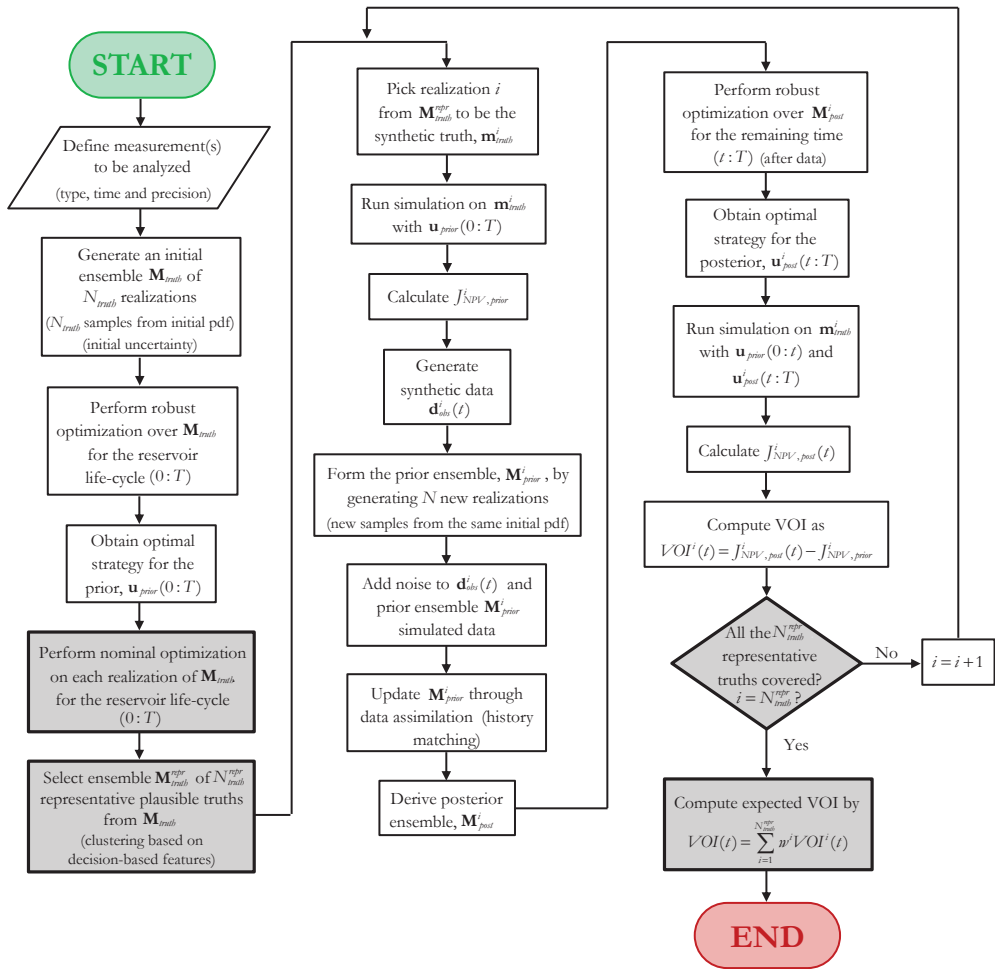 START
Define measurement(s)
to be analyzed
(type, time and precision)
Generate an initial
ensemble M_truth of
N_truth realizations
(N_truth samples from initial pdf)
(initial uncertainty)
Perform robust
optimization over M_truth
for the reservoir
life-cycle (0:T)
Obtain optimal
strategy for the
prior, u_prior(0:T)
Perform nominal optimization
on each realization of M_truth,
for the reservoir life-cycle
(0:T)
Select ensemble M_truth^repr of N_truth^repr
representative plausible truths
from M_truth
(clustering based on
decision-based features)
Pick realization i
from M_truth^repr to be the
synthetic truth, m_truth^i
Run simulation on m_truth^i
with u_prior(0:T)
Calculate J_NPV,prior^i
Generate
synthetic data
d_obs^i(t)
Form the prior ensemble, M_prior^i, by
generating N new realizations
(new samples from the same initial pdf)
Add noise to d_obs^i(t) and
prior ensemble M_prior^i
simulated data
Update M_prior^i through
data assimilation (history
matching)
Derive posterior
ensemble, M_post^i
Perform robust
optimization over M_post^i
for the remaining time
(t:T) (after data)
Obtain optimal
strategy for the
posterior, u_post^i(t:T)
Run simulation on m_truth^i
with u_prior(0:t) and
u_post^i(t:T)
Calculate J_NPV,post^i(t)
Compute VOI as
VOI^i(t) = J_NPV,post^i(t) − J_NPV,prior^i
All the N_truth^repr
representative
truths covered?
i = N_truth^repr ?
No
i = i + 1
Yes
Compute expected VOI by
VOI(t) = ∑_{i=1}^{N_truth^repr} w^i VOI^i(t)
END